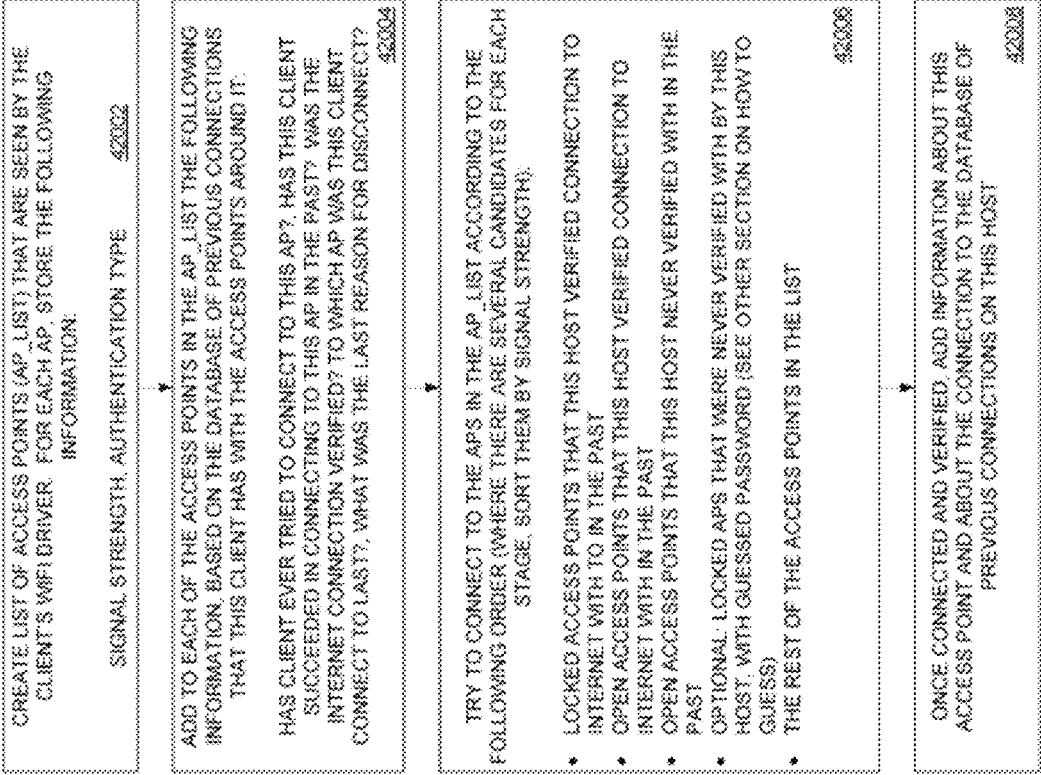 CREATE LIST OF ACCESS POINTS (AP_LIST) THAT ARE SEEN BY THE
CLIENT'S WIFI DRIVER. FOR EACH AP, STORE THE FOLLOWING
INFORMATION:
SIGNAL STRENGTH, AUTHENTICATION TYPE
42002
ADD TO EACH OF THE ACCESS POINTS IN THE AP_LIST THE FOLLOWING
INFORMATION, BASED ON THE DATABASE OF PREVIOUS CONNECTIONS
THAT THIS CLIENT HAS WITH THE ACCESS POINTS AROUND IT:
HAS CLIENT EVER TRIED TO CONNECT TO THIS AP?, HAS THIS CLIENT
SUCCEEDED IN CONNECTING TO THIS AP IN THE PAST? WAS THE
INTERNET CONNECTION VERIFIED? TO WHICH AP WAS THIS CLIENT
CONNECT TO LAST?, WHAT WAS THE LAST REASON FOR DISCONNECT?
42004
TRY TO CONNECT TO THE APS IN THE AP_LIST ACCORDING TO THE
FOLLOWING ORDER (WHERE THERE ARE SEVERAL CANDIDATES FOR EACH
STAGE, SORT THEM BY SIGNAL STRENGTH):
• LOCKED ACCESS POINTS THAT THIS HOST VERIFIED CONNECTION TO
INTERNET WITH TO IN THE PAST
• OPEN ACCESS POINTS THAT THIS HOST VERIFIED CONNECTION TO
INTERNET WITH IN THE PAST
• OPEN ACCESS POINTS THAT THIS HOST NEVER VERIFIED WITH IN THE
PAST
• OPTIONAL: LOCKED APS THAT WERE NEVER VERIFIED WITH BY THIS
HOST, WITH GUESSED PASSWORD (SEE OTHER SECTION ON HOW TO
GUESS)
• THE REST OF THE ACCESS POINTS IN THE LIST
42006
ONCE CONNECTED AND VERIFIED, ADD INFORMATION ABOUT THIS
ACCESS POINT AND ABOUT THE CONNECTION TO THE DATABASE OF
PREVIOUS CONNECTIONS ON THIS HOST
42008